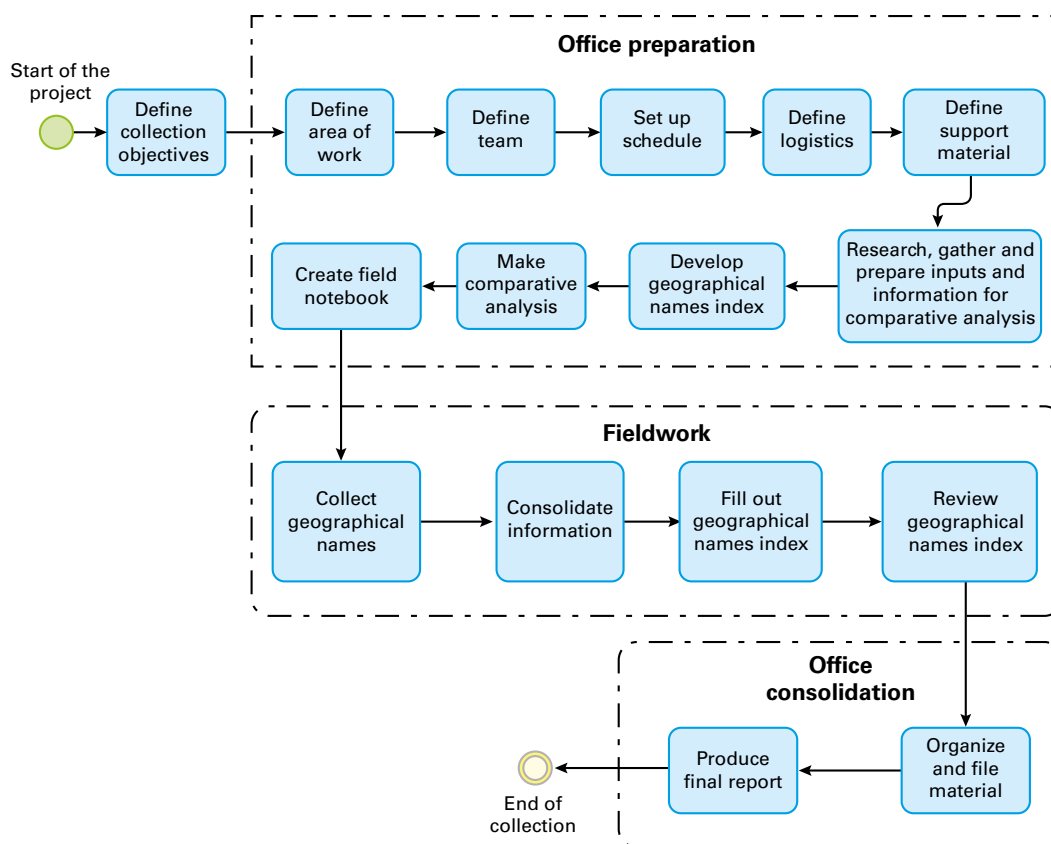 Office preparation
Start of the
project
Define
collection
objectives
Define
area of
work
Define
team
Set up
schedule
Define
logistics
Define
support
material
Research, gather and
prepare inputs and
information for
comparative analysis
Develop
geographical
names index
Make
comparative
analysis
Create field
notebook
Fieldwork
Collect
geographical
names
Consolidate
information
Fill out
geographical
names index
Review
geographical
names index
Office
consolidation
Organize
and file
material
Produce
final report
End of
collection